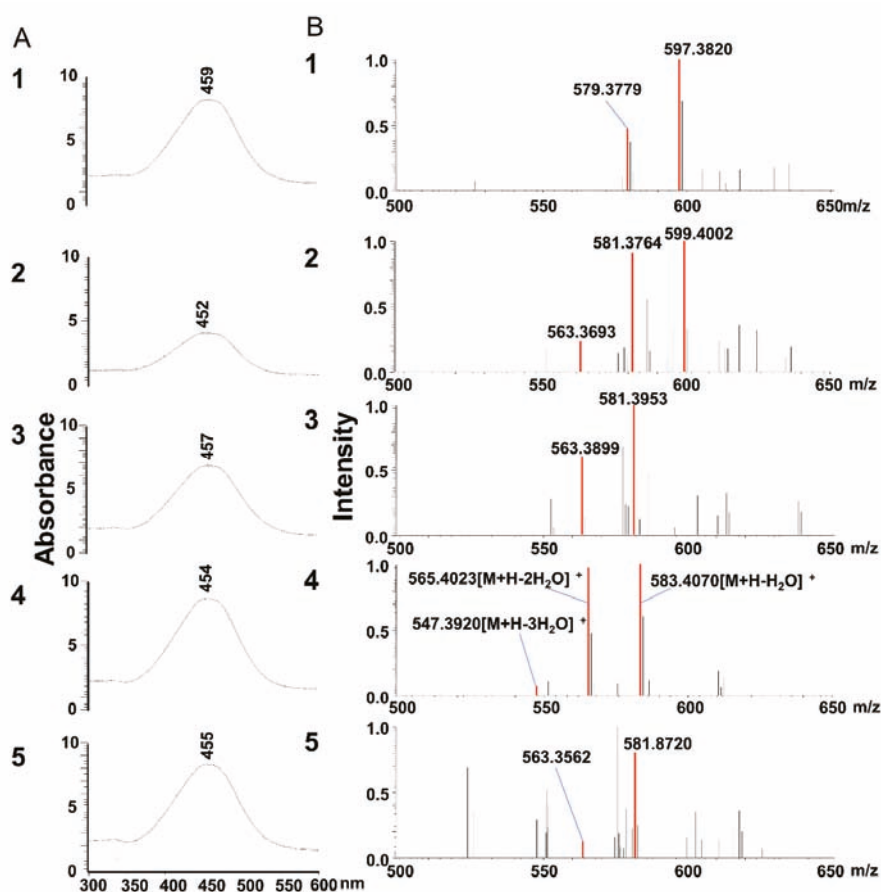 A B
1 10 5 0 459
1 1.0 0.5 0.0 579.3779 597.3820
500 550 600 650m/z
2 10 5 0 452
2 1.0 0.5 0.0 563.3693 581.3764 599.4002
500 550 600 650 m/z
3 10 5 0 457
3 1.0 0.5 0.0 563.3899 581.3953
500 550 600 650 m/z
Absorbance
Intensity
4 10 5 0 454
4 1.0 0.5 0.0
565.4023[M+H-2H₂O]⁺ 583.4070[M+H-H₂O]⁺
547.3920[M+H-3H₂O]⁺
500 550 600 650 m/z
5 10 5 0 455
5 1.0 0.5 0.0 563.3562 581.8720
300 350 400 450 500 550 600 nm
500 550 600 650 m/z